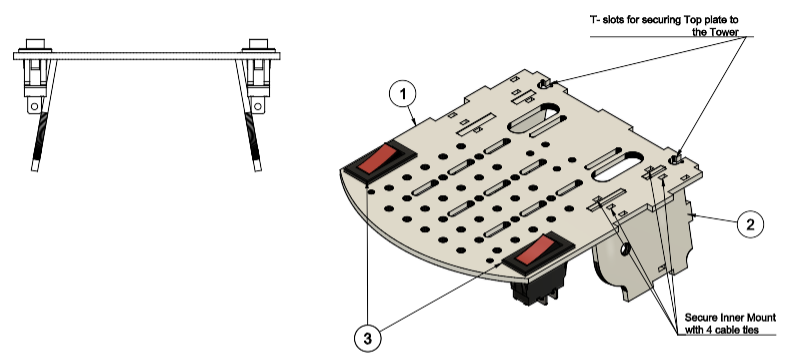 T- slots for securing Top plate to
the Tower
1
2
Secure Inner Mount
with 4 cable ties
3